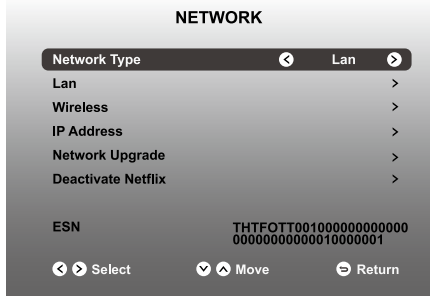 NETWORK
Network Type Lan
Lan
Wireless
IP Address
Network Upgrade
Deactivate Netflix
ESN THTFOTT001000000000000
00000000000010000001
Select Move Return